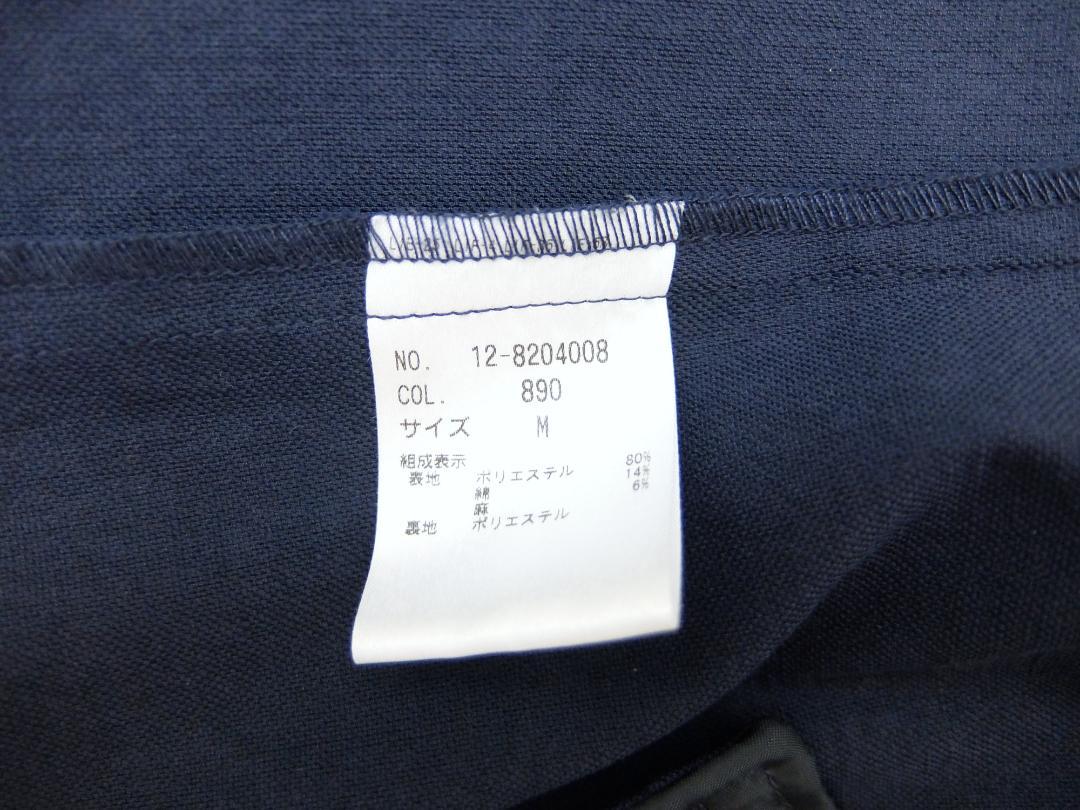 NO. 12-8204008
COL. 890
サイズ M
組成表示
表地 ポリエステル 80%
綿 14%
麻 6%
裏地 ポリエステル